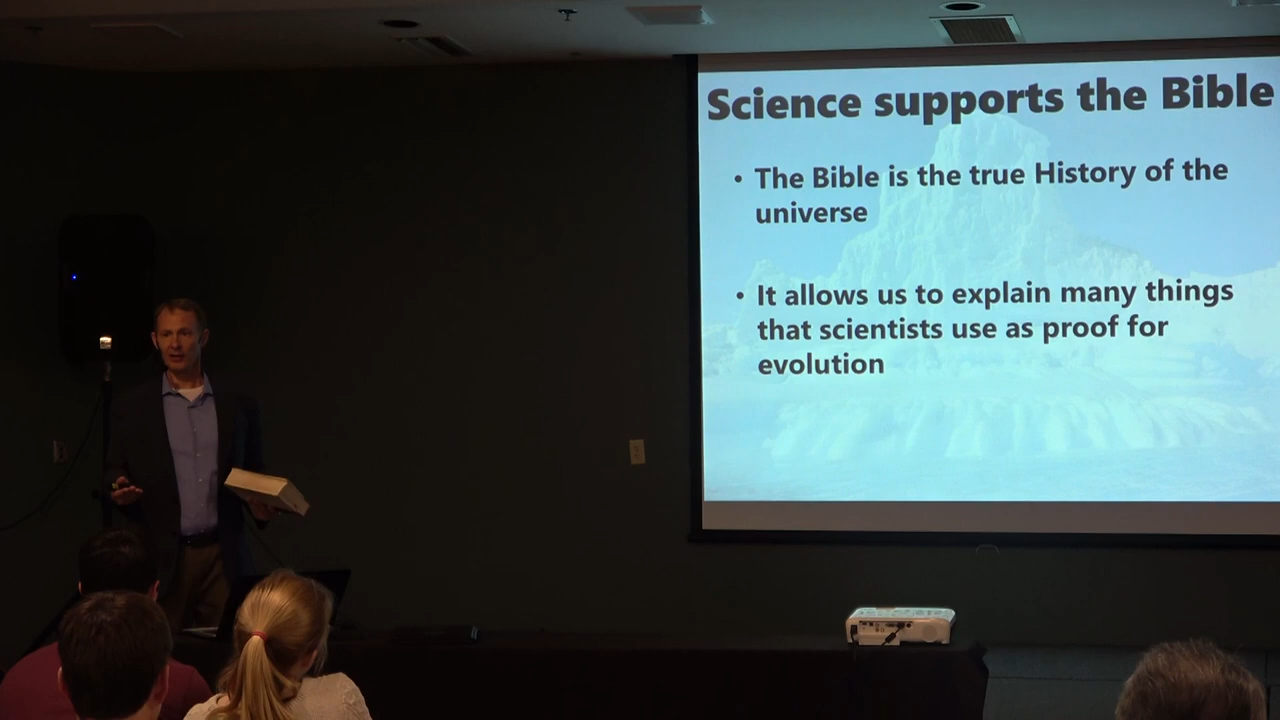 Science supports the Bible
• The Bible is the true History of the
universe
• It allows us to explain many things
that scientists use as proof for
evolution